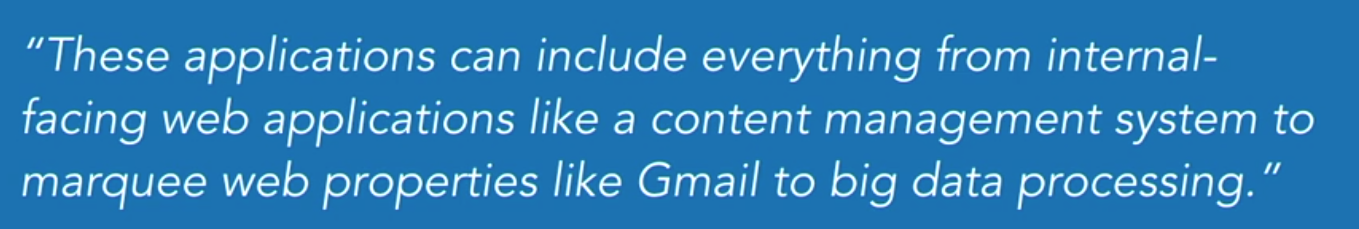 “These applications can include everything from internal-
facing web applications like a content management system to
marquee web properties like Gmail to big data processing.”